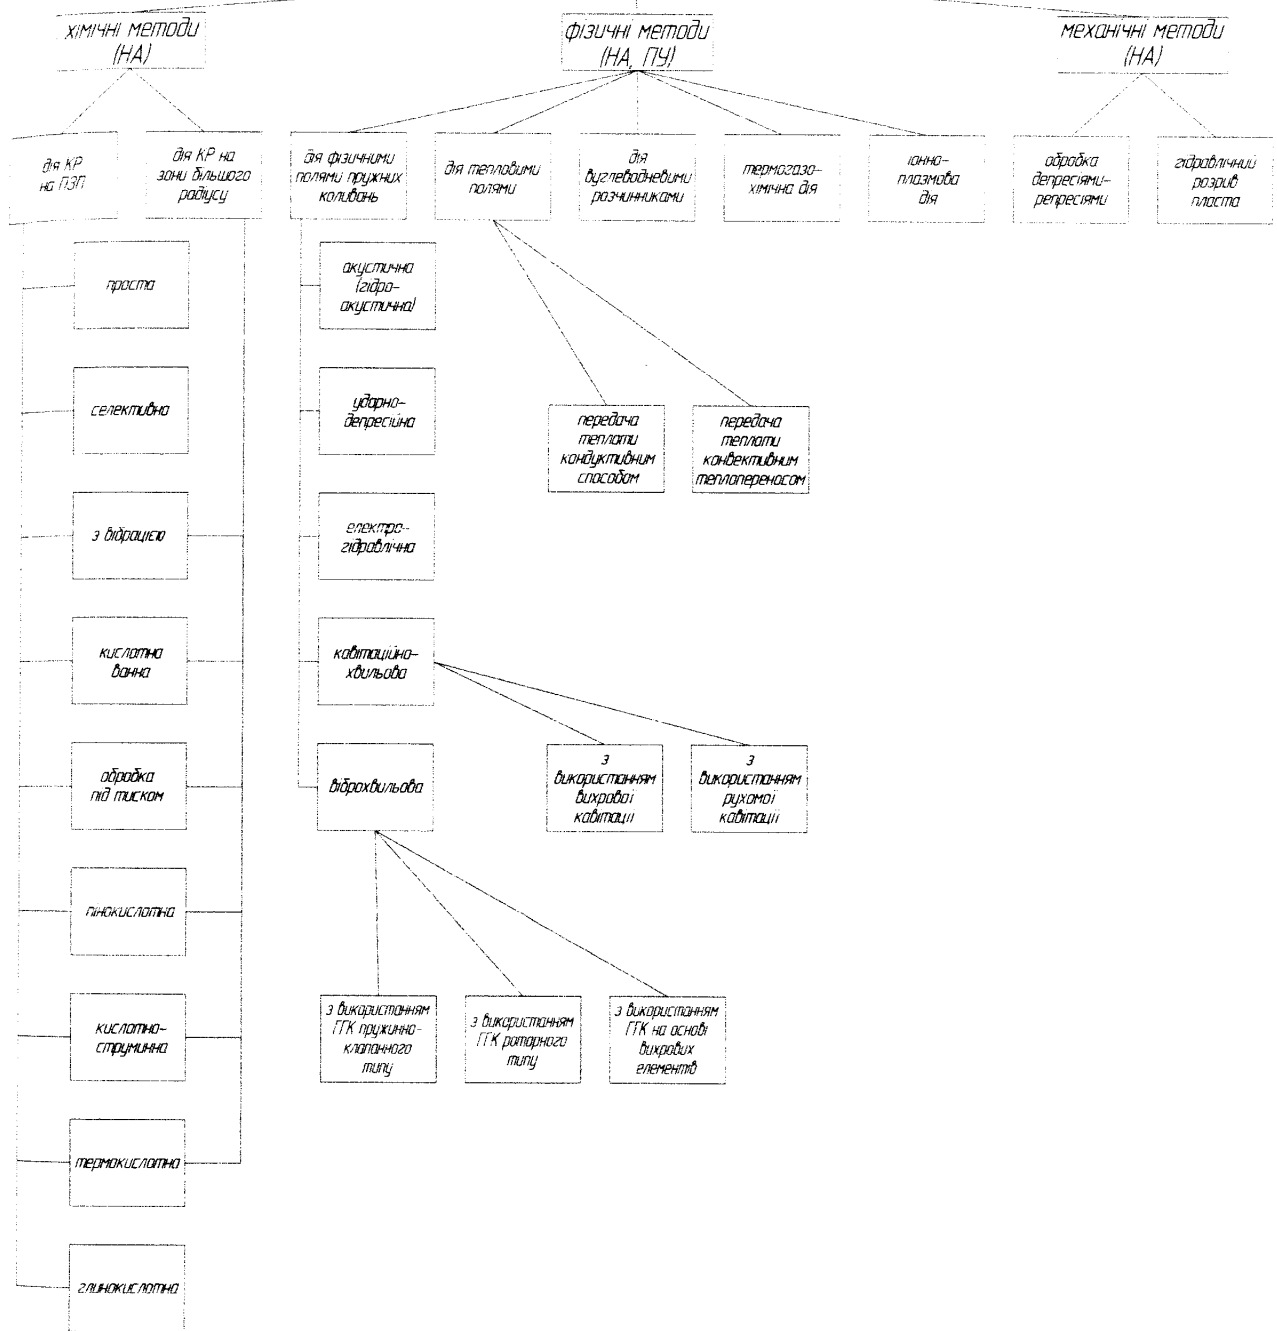 хімічні методи
(НА)
фізичні методи
(НА, ПУ)
механічні методи
(НА)
дія КР
на ПЗП
дія КР на
зони більшого
радіусу
дія фізичними
полями пружних
коливань
дія тепловими
полями
дія
вуглеводневими
розчинниками
термогазо-
хімічна дія
іонно-
плазмова
дія
обробка
депресіями-
репресіями
гідравлічний
розрив
пласта
проста
селективна
з вібрацією
кислотна
ванна
обробка
під тиском
пінокислотна
кислотно-
струминна
термокислотна
глинокислотна
акустична
(гідро-
акустична)
ударно-
депресійна
електро-
гідравлічна
кавітаційно-
хвильова
віброхвильова
передача
теплоти
кондуктивним
способом
передача
теплоти
конвективним
теплопереносом
з
використанням
вихрової
кавітації
з
використанням
рухомої
кавітації
з використанням
ГГК пружинно-
клапанного
типу
з використанням
ГГК роторного
типу
з використанням
ГГК на основі
вихрових
елементів